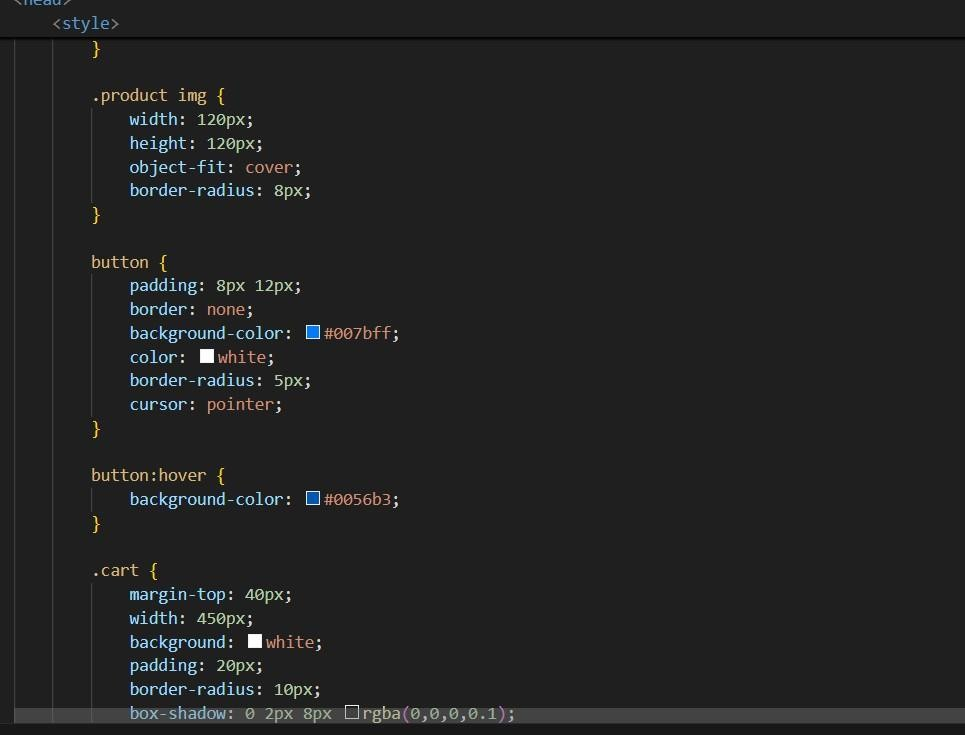 <head>
<style>
}
.product img {
width: 120px;
height: 120px;
object-fit: cover;
border-radius: 8px;
}
button {
padding: 8px 12px;
border: none;
background-color: #007bff;
color: white;
border-radius: 5px;
cursor: pointer;
}
button:hover {
background-color: #0056b3;
}
.cart {
margin-top: 40px;
width: 450px;
background: white;
padding: 20px;
border-radius: 10px;
box-shadow: 0 2px 8px rgba(0,0,0,0.1);